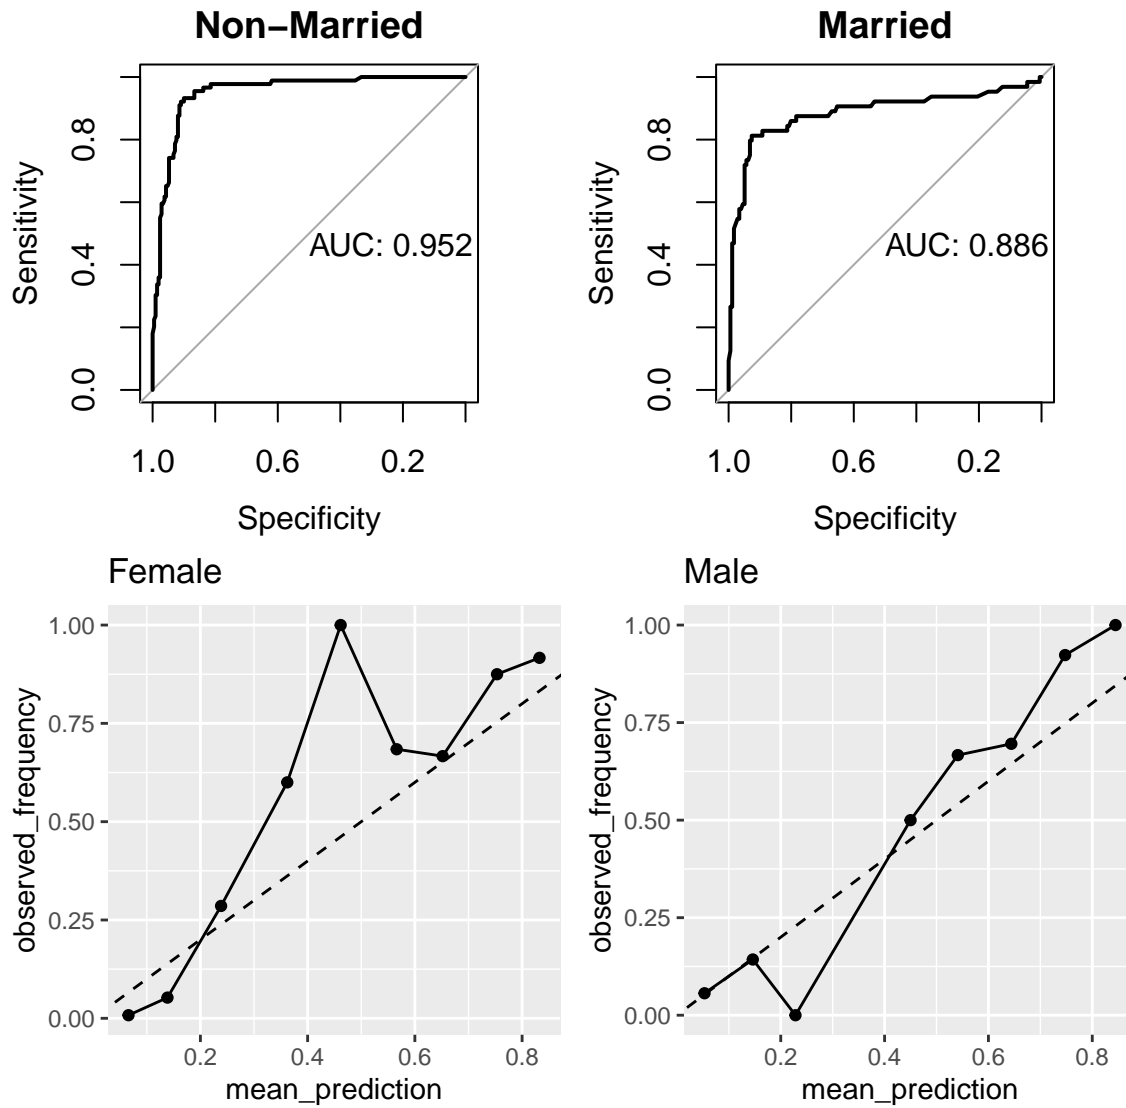 Non−Married
Sensitivity
0.8
0.4
0.0
AUC: 0.952
1.0 0.6 0.2
Specificity
Married
Sensitivity
0.8
0.4
0.0
AUC: 0.886
1.0 0.6 0.2
Specificity
Female
observed_frequency
1.00
0.75
0.50
0.25
0.00
0.2 0.4 0.6 0.8
mean_prediction
Male
observed_frequency
1.00
0.75
0.50
0.25
0.00
0.2 0.4 0.6 0.8
mean_prediction